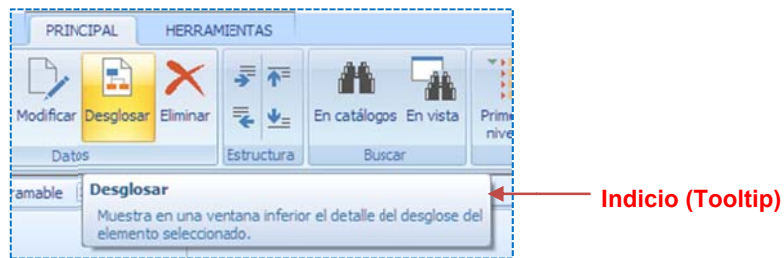 PRINCIPAL HERRAMIENTAS
Modificar Desglosar Eliminar En catálogos En vista
Datos Estructura Buscar
Desglosar
Indicio (Tooltip)
Muestra en una ventana inferior el detalle del desglose del
elemento seleccionado.